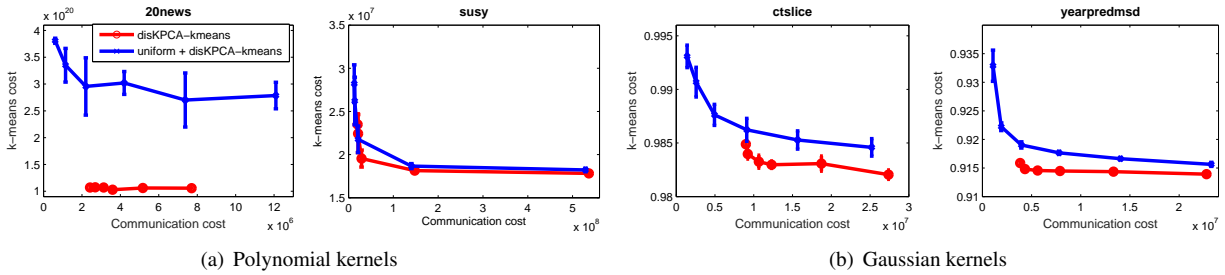 20news
x 10^20
4
3.5
3
2.5
2
1.5
1
k−means cost
disKPCA−kmeans
uniform + disKPCA−kmeans
0 2 4 6 8 10 12
Communication cost
x 10^6
susy
x 10^7
3.5
3
2.5
2
1.5
1
k−means cost
0 1 2 3 4 5
Communication cost
x 10^8
(a) Polynomial kernels
ctslice
0.995
0.99
0.985
0.98
k−means cost
0 0.5 1 1.5 2 2.5 3
Communication cost
x 10^7
yearpredmsd
0.935
0.93
0.925
0.92
0.915
0.91
k−means cost
0 0.5 1 1.5 2
Communication cost
x 10^7
(b) Gaussian kernels